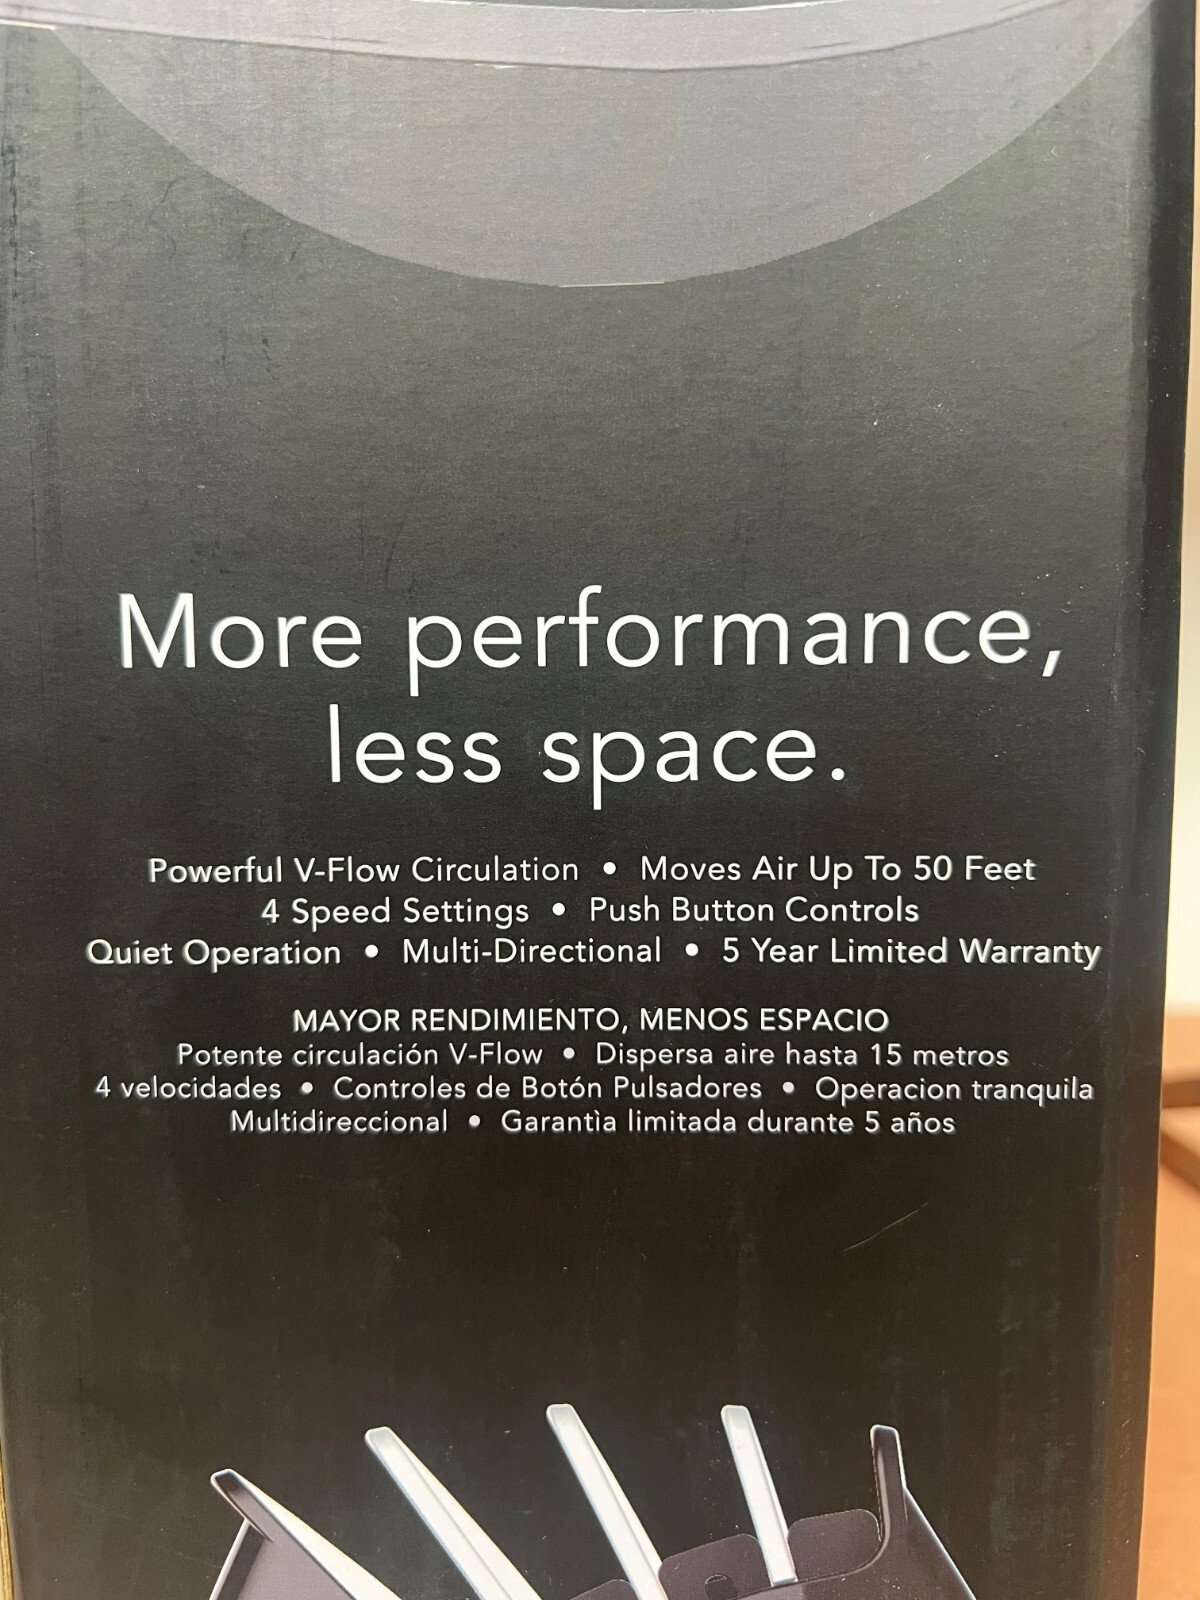 More performance,
less space.
Powerful V-Flow Circulation • Moves Air Up To 50 Feet
4 Speed Settings • Push Button Controls
Quiet Operation • Multi-Directional • 5 Year Limited Warranty
MAYOR RENDIMIENTO, MENOS ESPACIO
Potente circulación V-Flow • Dispersa aire hasta 15 metros
4 velocidades • Controles de Botón Pulsadores • Operacion tranquila
Multidireccional • Garantìa limitada durante 5 años